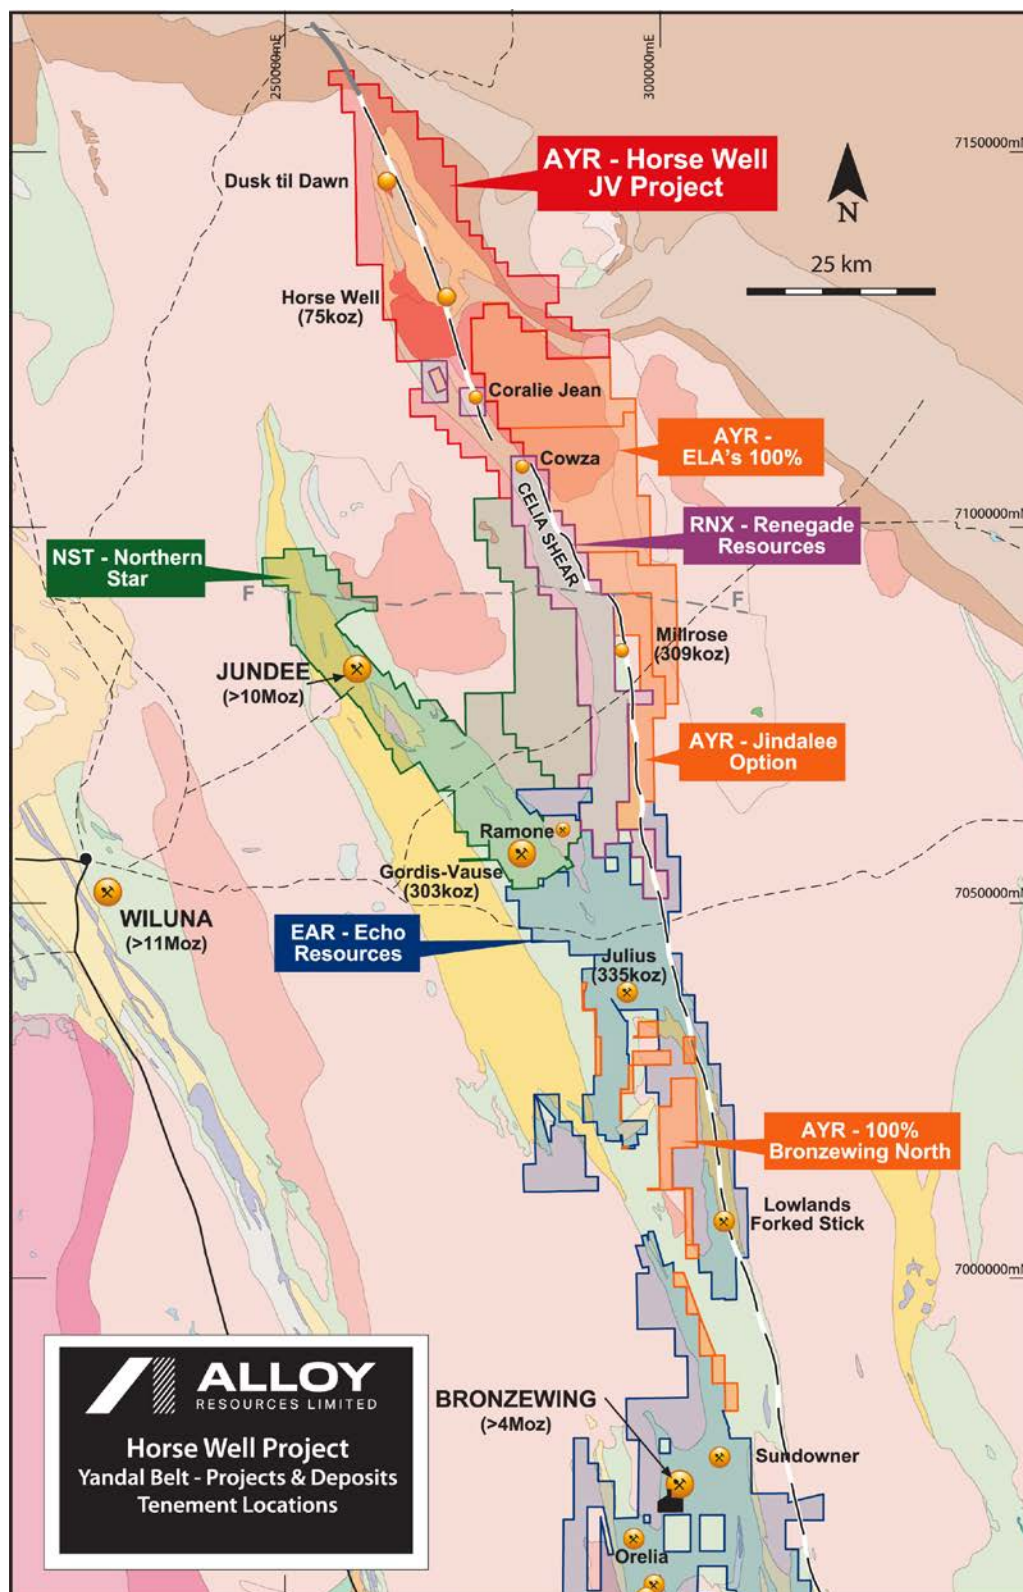 250000mE
300000mE
7150000mN
AYR - Horse Well
JV Project
Dusk til Dawn
N
25 km
Horse Well
(75koz)
Coralie Jean
AYR -
ELA's 100%
Cowza
CELIA SHEAR
RNX - Renegade
Resources
7100000mN
NST - Northern
Star
F
F
Millrose
(309koz)
JUNDEE
(>10Moz)
AYR - Jindalee
Option
Ramone
Gordis-Vause
(303koz)
WILUNA
(>11Moz)
7050000mN
EAR - Echo
Resources
Julius
(335koz)
AYR - 100%
Bronzewing North
Lowlands
Forked Stick
7000000mN
ALLOY
RESOURCES LIMITED
Horse Well Project
Yandal Belt - Projects & Deposits
Tenement Locations
BRONZEWING
(>4Moz)
Sundowner
Orelia